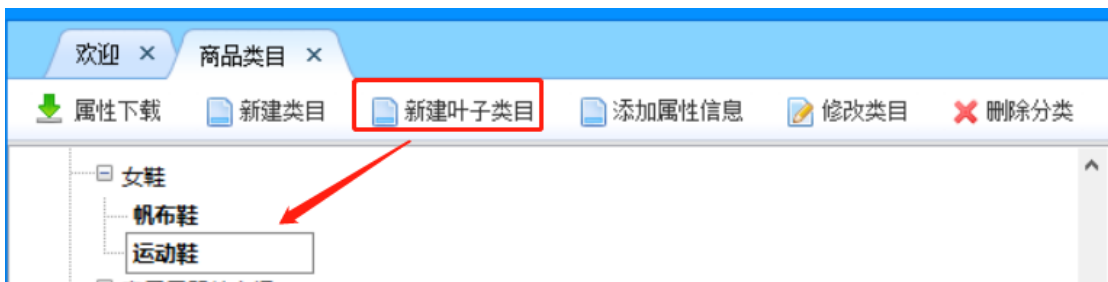 欢迎 × 商品类目 ×
属性下载 新建类目 新建叶子类目 添加属性信息 修改类目 删除分类
女鞋
帆布鞋
运动鞋